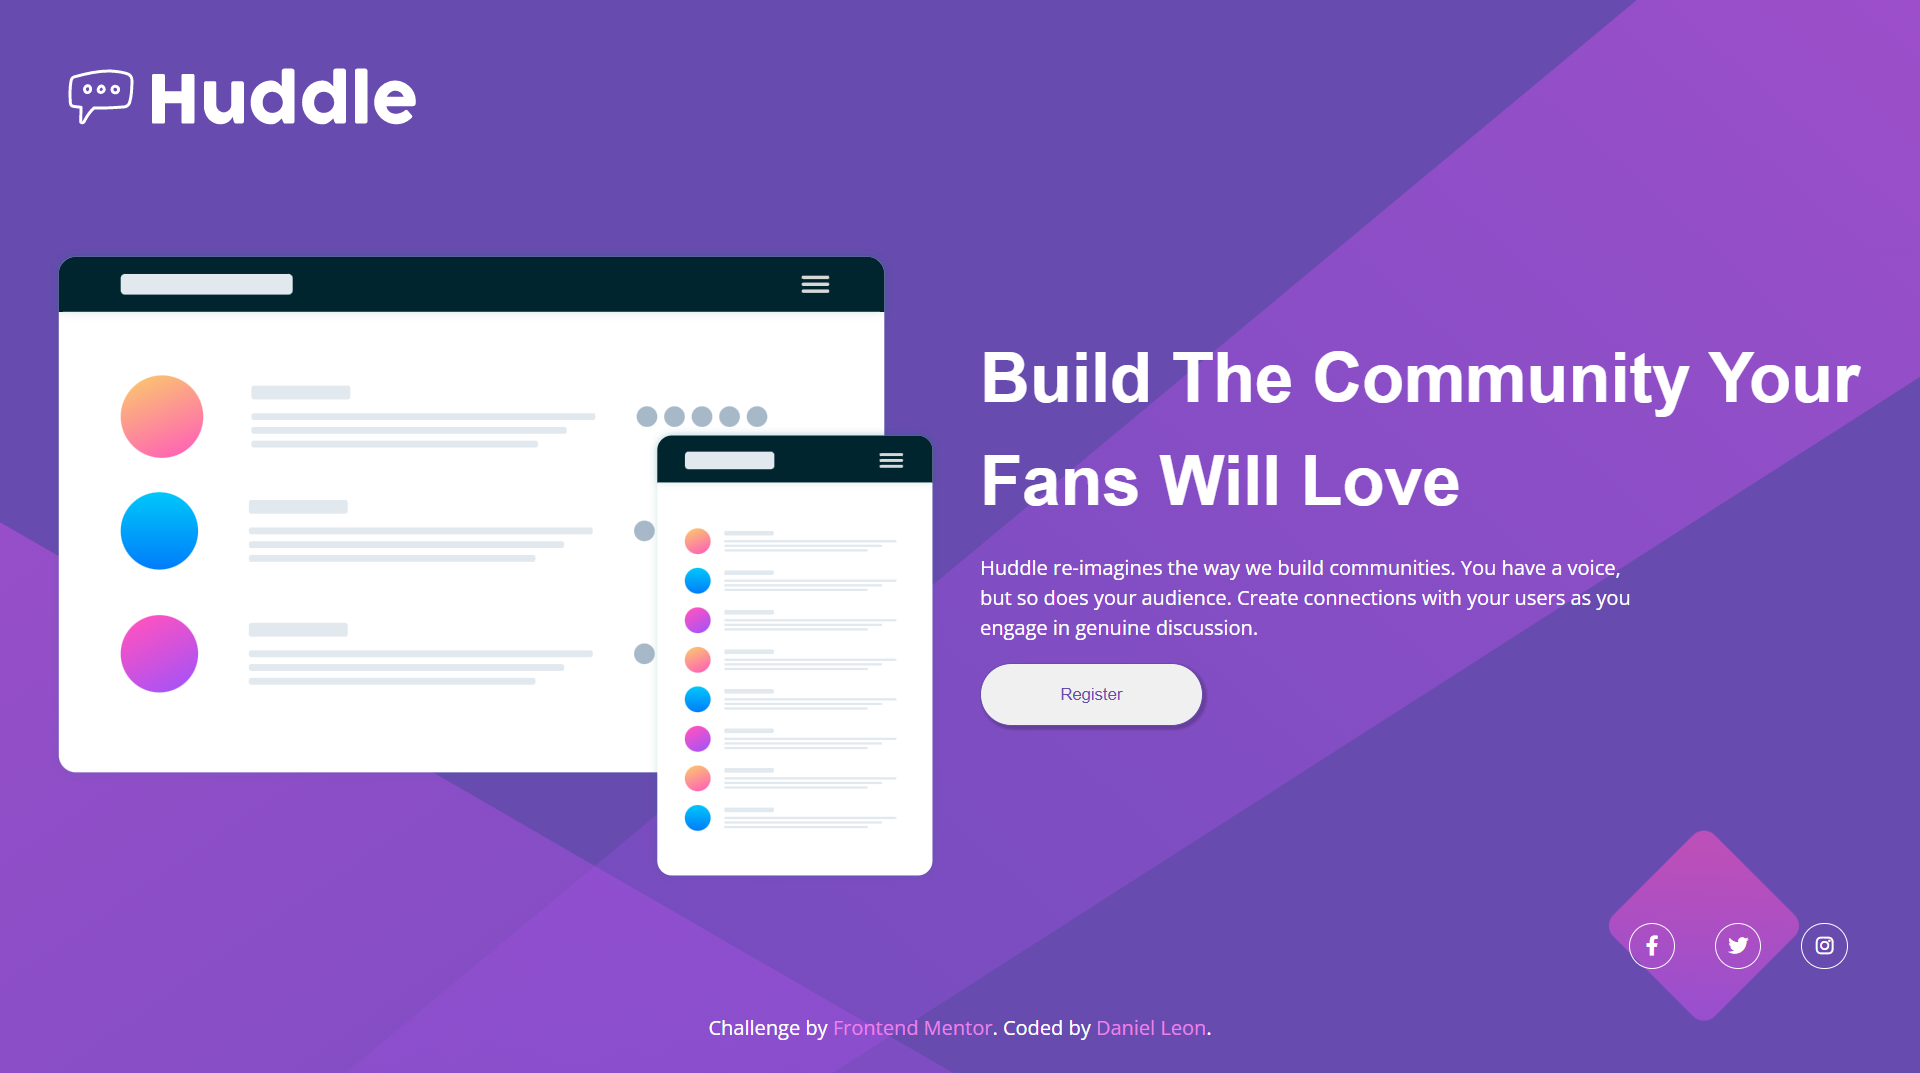 Huddle
Build The Community Your
Fans Will Love
Huddle re-imagines the way we build communities. You have a voice,
but so does your audience. Create connections with your users as you
engage in genuine discussion.
Register
Challenge by Frontend Mentor. Coded by Daniel Leon.